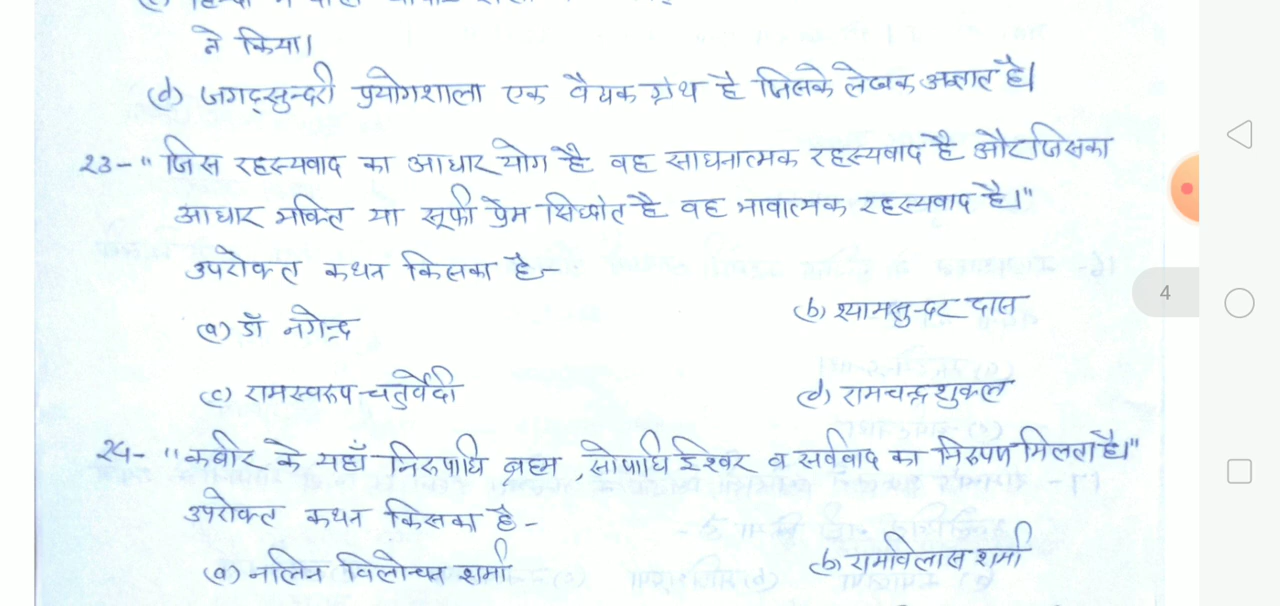 ने किया।
(d) जगद्सुन्दरी प्रयोगशाला एक वैद्यक ग्रंथ है जिसके लेखक अज्ञात है।
23- " जिस रहस्यवाद का आधार योग है वह साधनात्मक रहस्यवाद है और जिसका
आधार भक्ति या सूफी प्रेम सिद्धांत है वह भावात्मक रहस्यवाद है।"
उपरोक्त कथन किसका है -
(a) डॉ नगेन्द्र
(b) श्यामसुन्दर दास
(c) रामस्वरूप चतुर्वेदी
(d) रामचन्द्र शुक्ल
4
24- " कबीर के यहाँ निरुपाधि ब्रह्म , सोपाधि ईश्वर व सर्ववाद का निरूपण मिलता है।"
उपरोक्त कथन किसका है -
(a) नलिन विलोचन शर्मा
(b) रामविलास शर्मा